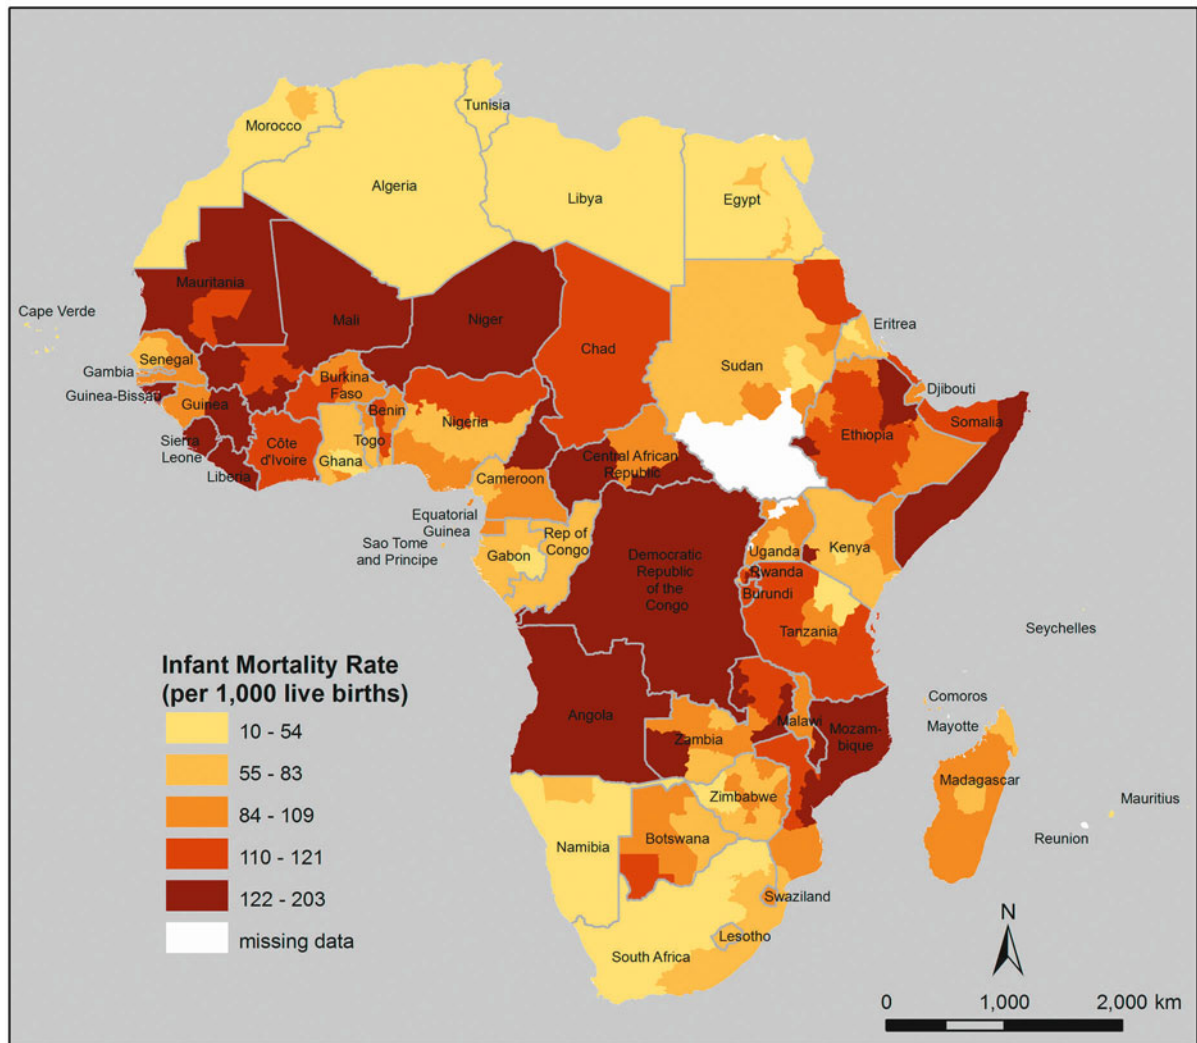 Tunisia
Morocco
Algeria
Libya
Egypt
Mauritania
Mali
Niger
Cape Verde
Chad
Eritrea
Senegal
Sudan
Gambia
Burkina
Faso
Djibouti
Guinea-Bissau
Guinea
Benin
Nigeria
Somalia
Ethiopia
Sierra
Leone
Côte
d'Ivoire
Togo
Ghana
Central African
Republic
Liberia
Cameroon
Equatorial
Guinea
Rep of
Congo
Sao Tome
and Principe
Gabon
Democratic
Republic
of the
Congo
Uganda
Kenya
Rwanda
Burundi
Tanzania
Seychelles
Infant Mortality Rate
(per 1,000 live births)
10 - 54
55 - 83
84 - 109
110 - 121
122 - 203
missing data
Comoros
Mayotte
Angola
Malawi
Mozam-
bique
Zambia
Madagascar
Zimbabwe
Mauritius
Reunion
Namibia
Botswana
Swaziland
Lesotho
South Africa
N
0 1,000 2,000 km